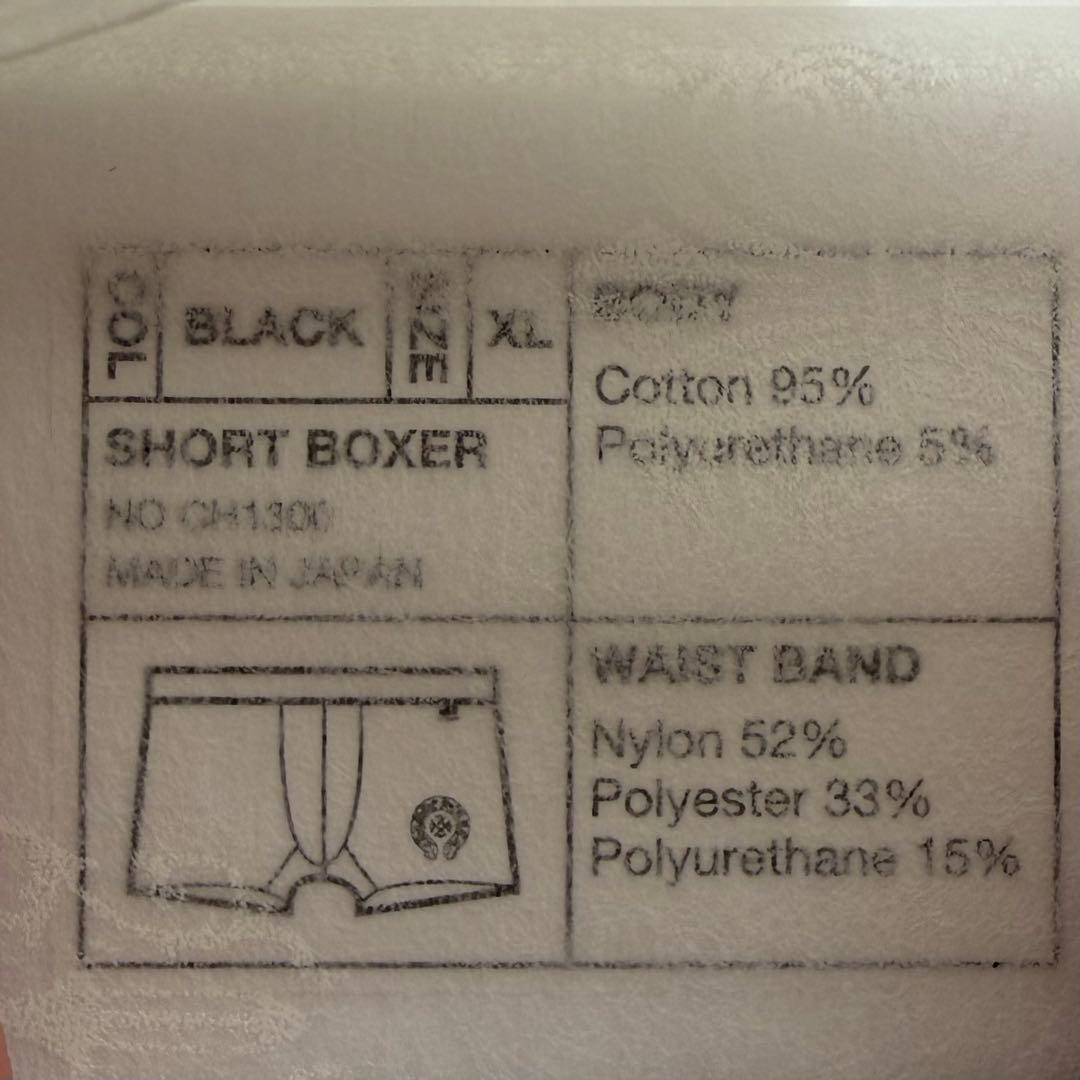 COL BLACK SIZE XL
SHORT BOXER
NO CH1300
MADE IN JAPAN
BODY
Cotton 95%
Polyurethane 5%
WAIST BAND
Nylon 52%
Polyester 33%
Polyurethane 15%